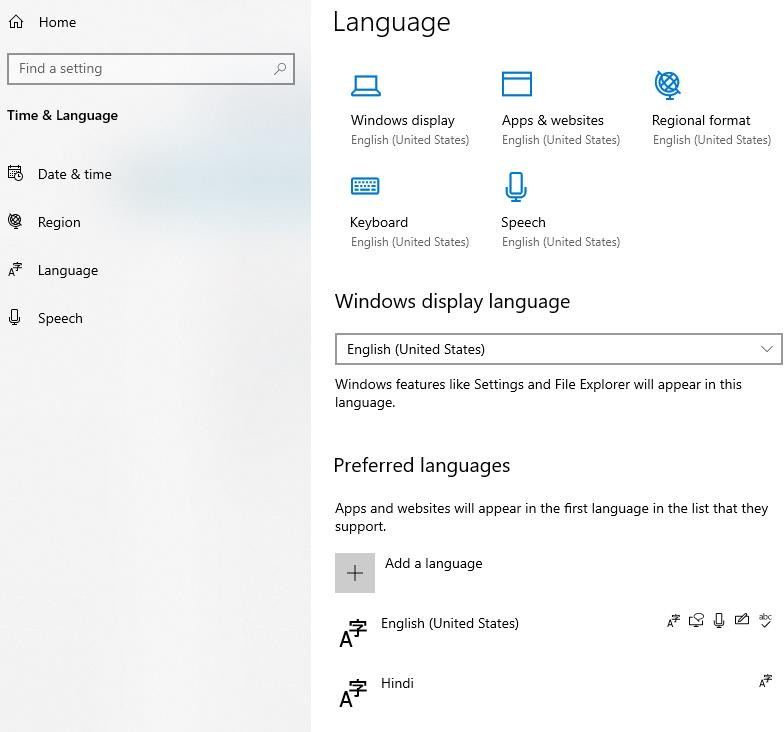 Home
Find a setting
Time & Language
Date & time
Region
Language
Speech
Language
Windows display
English (United States)
Apps & websites
English (United States)
Regional format
English (United States)
Keyboard
English (United States)
Speech
English (United States)
Windows display language
English (United States)
Windows features like Settings and File Explorer will appear in this
language.
Preferred languages
Apps and websites will appear in the first language in the list that they
support.
Add a language
English (United States)
Hindi